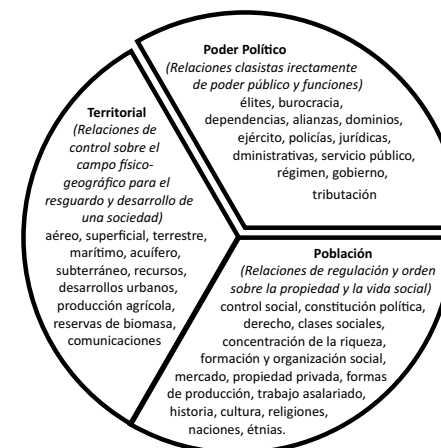 Poder Político
(Relaciones clasistas irectamente
de poder público y funciones)
élites, burocracia,
dependencias, alianzas, dominios,
ejército, policías, jurídicas,
dministrativas, servicio público,
régimen, gobierno,
tributación
Territorial
(Relaciones de
control sobre el
campo físico-
geográfico para el
resguardo y desarrollo de
una sociedad)
aéreo, superficial, terrestre,
marítimo, acuífero,
subterráneo, recursos,
desarrollos urbanos,
producción agrícola,
reservas de biomasa,
comunicaciones
Población
(Relaciones de regulación y orden
sobre la propiedad y la vida social)
control social, constitución política,
derecho, clases sociales,
concentración de la riqueza,
formación y organización social,
mercado, propiedad privada, formas
de producción, trabajo asalariado,
historia, cultura, religiones,
naciones, étnias.